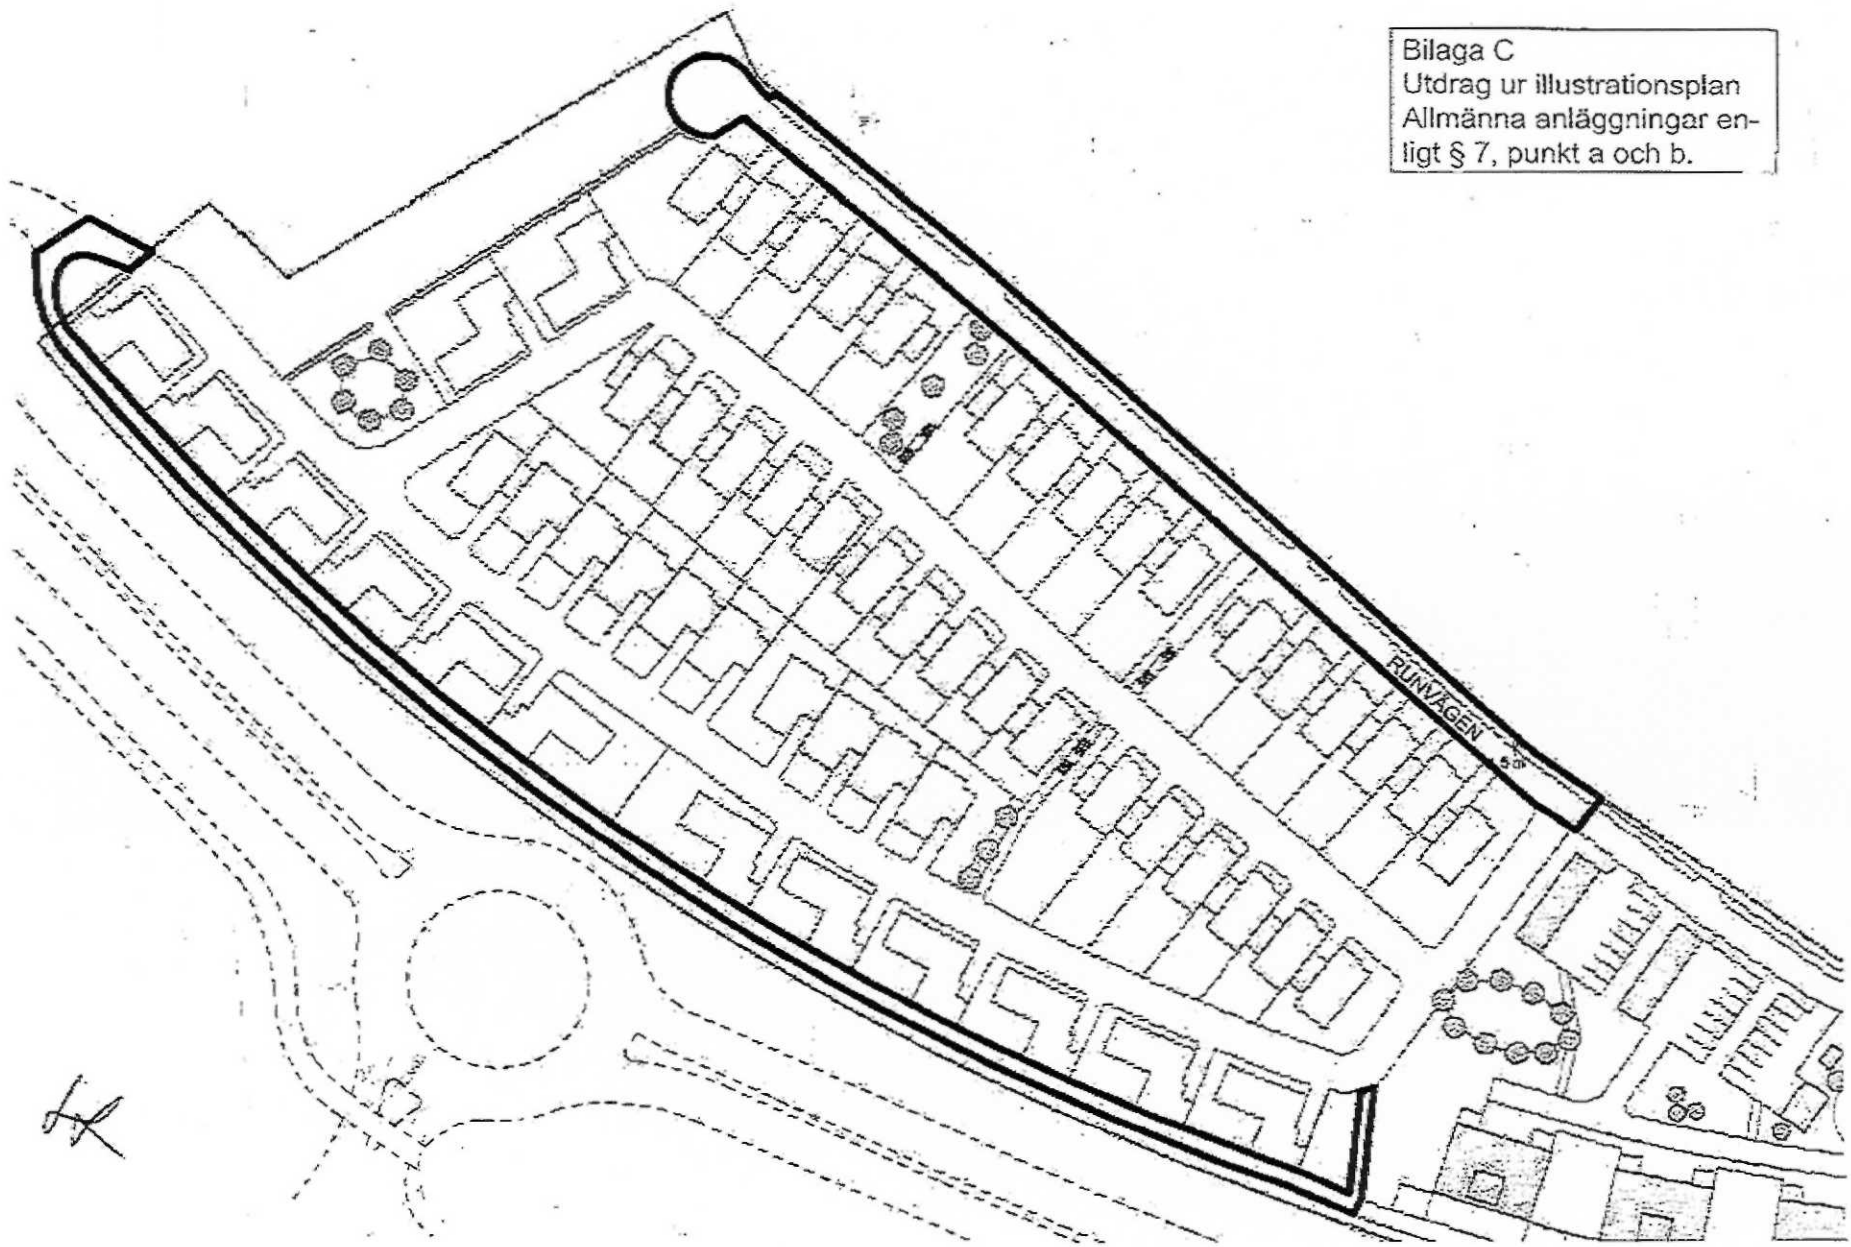 Bilaga C
Utdrag ur illustrationsplan
Allmänna anläggningar en-
ligt § 7, punkt a och b.
RUNVÄGEN